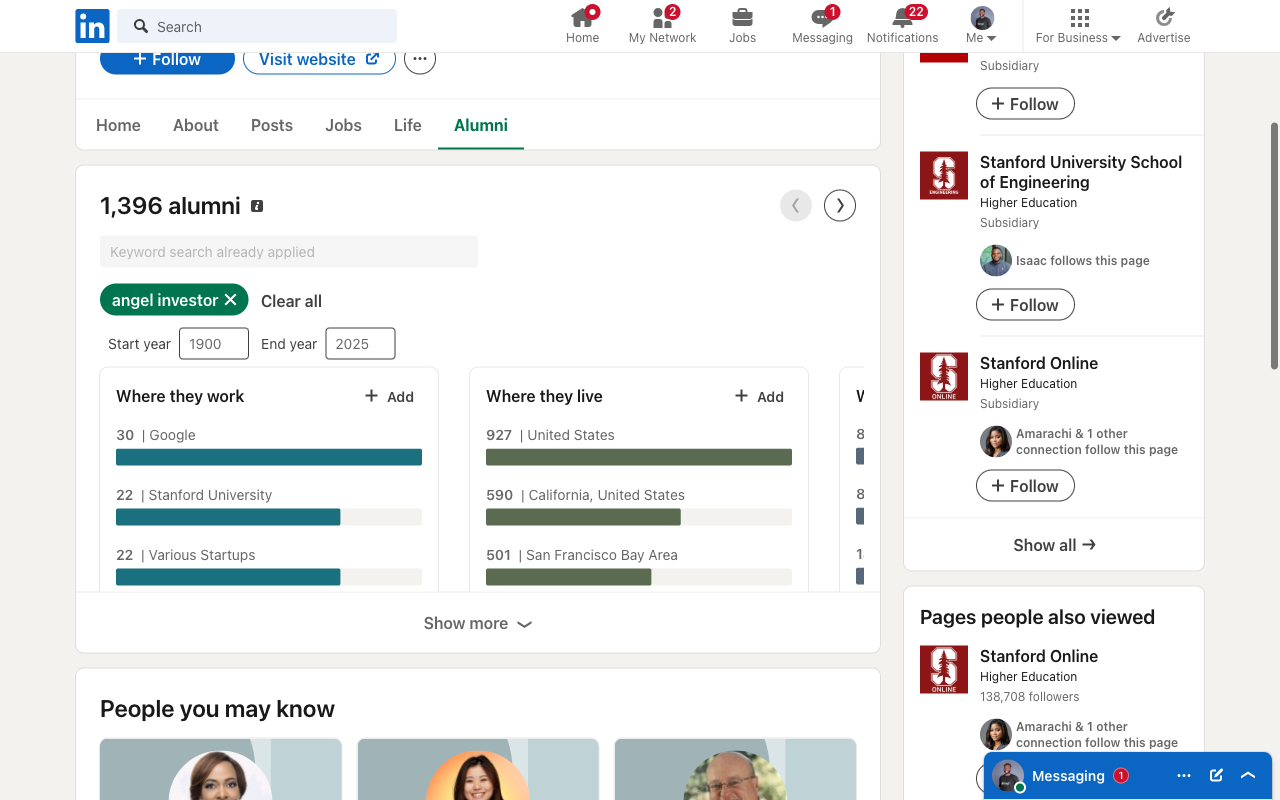 in
Search
Home
2
My Network
Jobs
1
Messaging
22
Notifications
Me
For Business
Advertise
+ Follow
Visit website
Home
About
Posts
Jobs
Life
Alumni
1,396 alumni
Keyword search already applied
angel investor
Clear all
Start year
1900
End year
2025
Where they work
+ Add
30 | Google
22 | Stanford University
22 | Various Startups
Where they live
+ Add
927 | United States
590 | California, United States
501 | San Francisco Bay Area
Show more
People you may know
Subsidiary
+ Follow
S
ENGINEERING
Stanford University School
of Engineering
Higher Education
Subsidiary
Isaac follows this page
+ Follow
S
ONLINE
Stanford Online
Higher Education
Subsidiary
Amarachi & 1 other
connection follow this page
+ Follow
Show all →
Pages people also viewed
S
ONLINE
Stanford Online
Higher Education
138,708 followers
Amarachi & 1 other
connection follow this page
Messaging
1